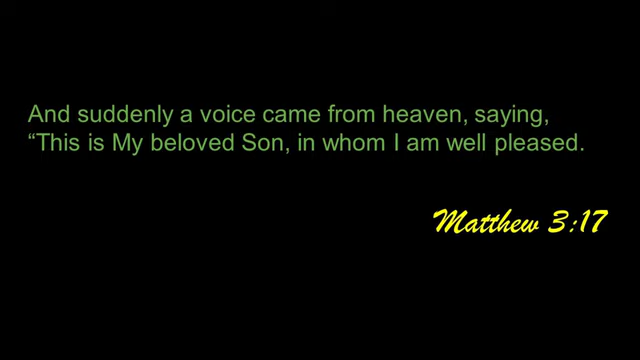 And suddenly a voice came from heaven, saying,
“This is My beloved Son, in whom I am well pleased.
Matthew 3:17